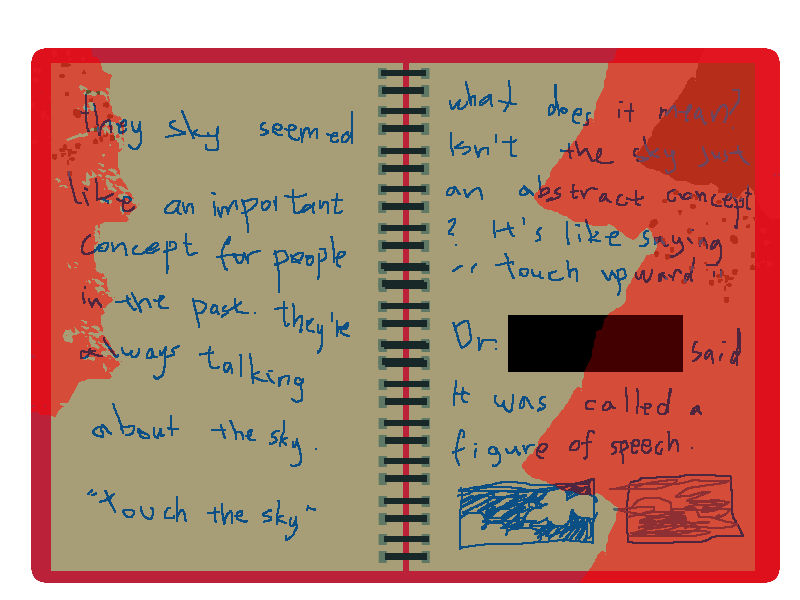 They sky seemed
like an important
concept for people
in the past. they're
always talking
about the sky.
"Touch the sky"
what does it mean?
Isn't the sky just
an abstract concept
? It's like saying
" touch upward "
Dr. said
It was called a
figure of speech.